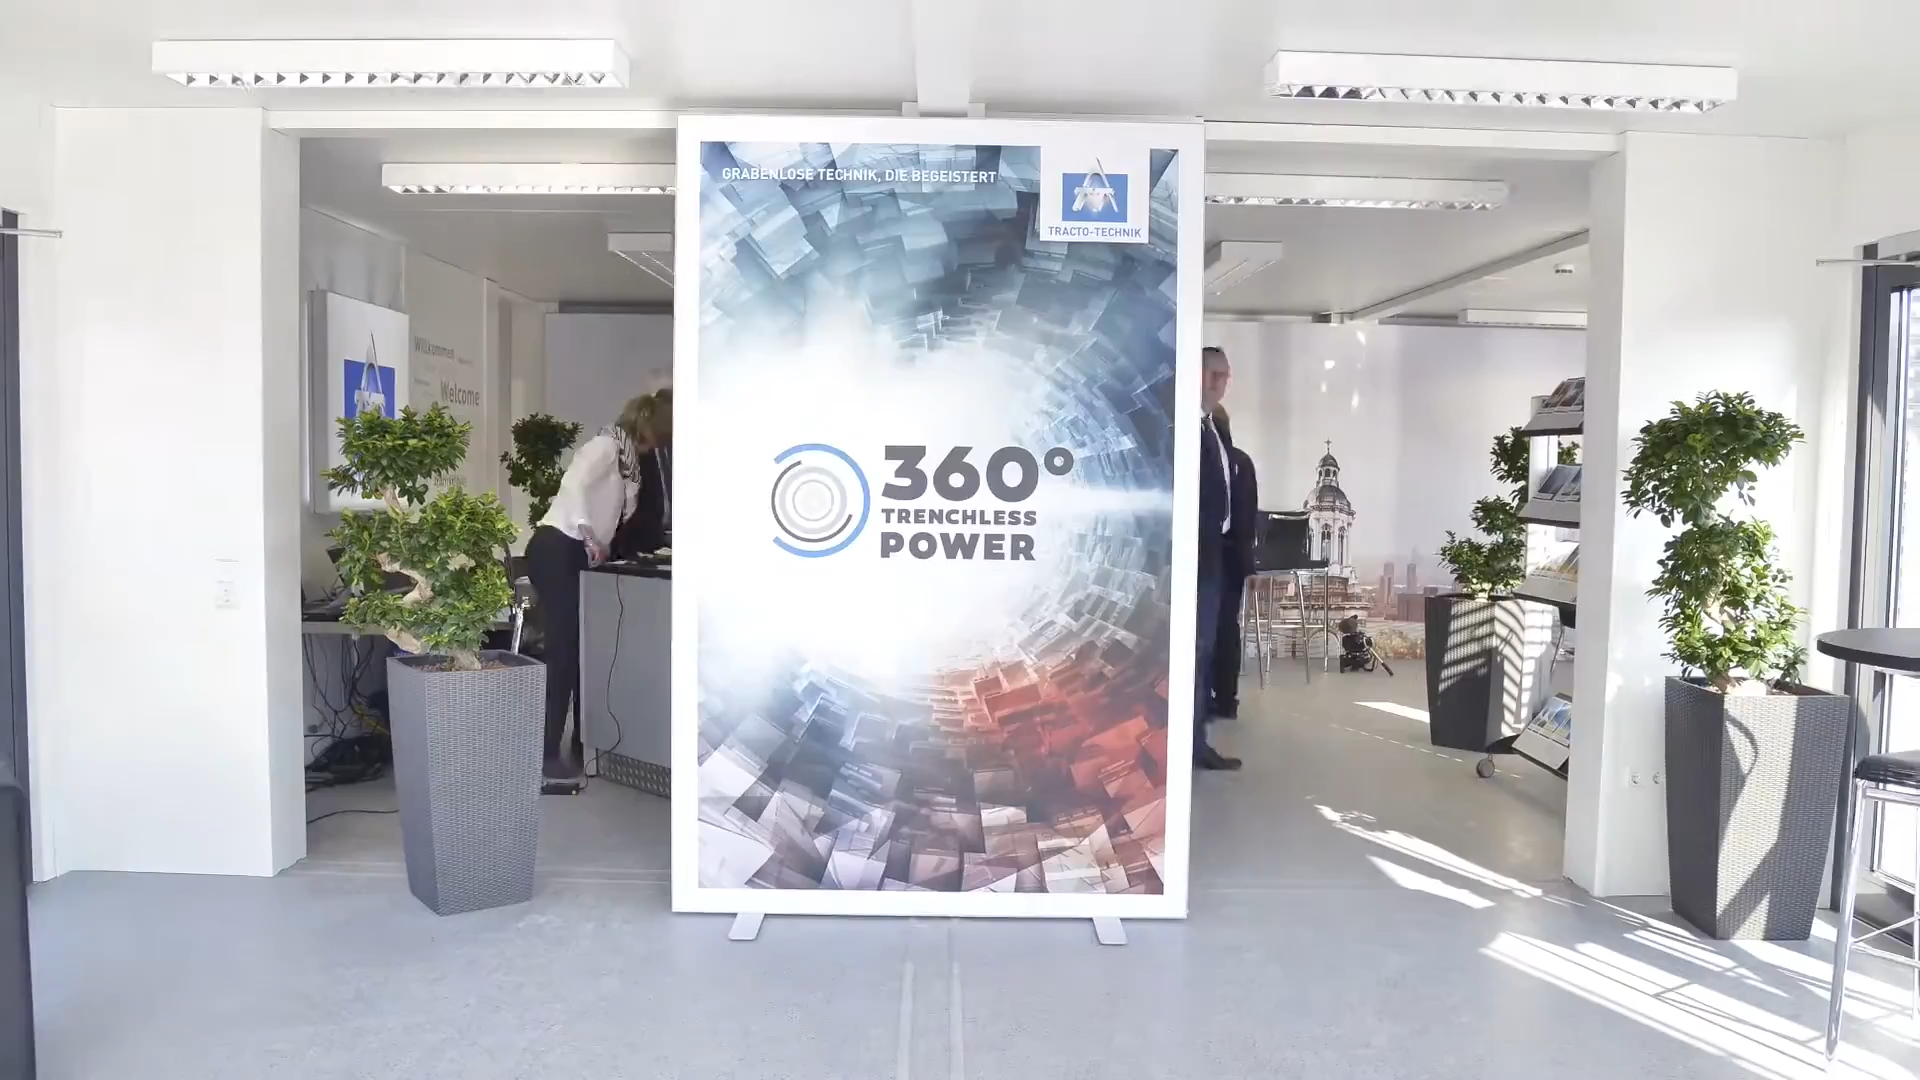 GRABENLOSE TECHNIK, DIE BEGEISTERT
TRACTO-TECHNIK
360°
TRENCHLESS
POWER
Willkommen
Welcome